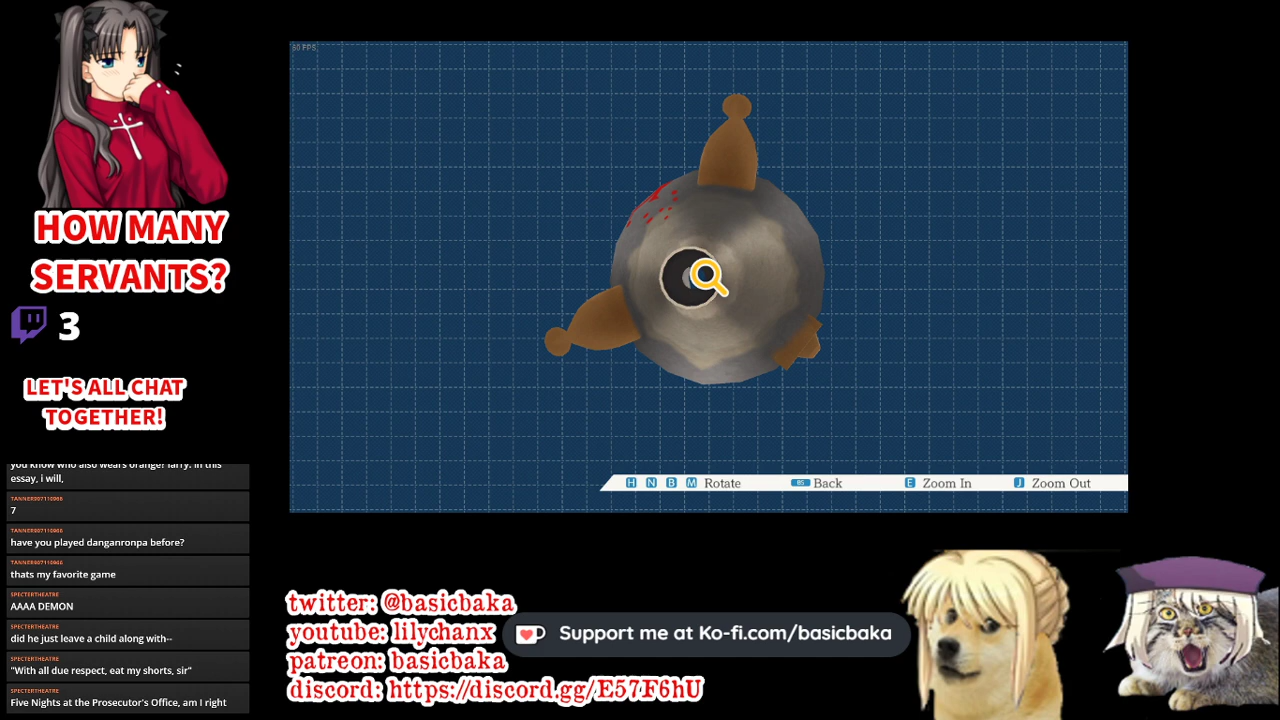 HOW MANY
SERVANTS?
3
LET'S ALL CHAT
TOGETHER!
you know who also wears orange? larry. in this
essay, i will,
TANNER987110966
7
TANNER987110966
have you played danganronpa before?
TANNER987110966
thats my favorite game
SPECTERTHEATRE
AAAA DEMON
SPECTERTHEATRE
did he just leave a child along with--
SPECTERTHEATRE
"With all due respect, eat my shorts, sir"
SPECTERTHEATRE
Five Nights at the Prosecutor's Office, am I right
60 FPS
H N B M Rotate BS Back E Zoom In J Zoom Out
twitter: @basicbaka
youtube: lilychanx
patreon: basicbaka
discord: https://discord.gg/E57F6hU
Support me at Ko-fi.com/basicbaka